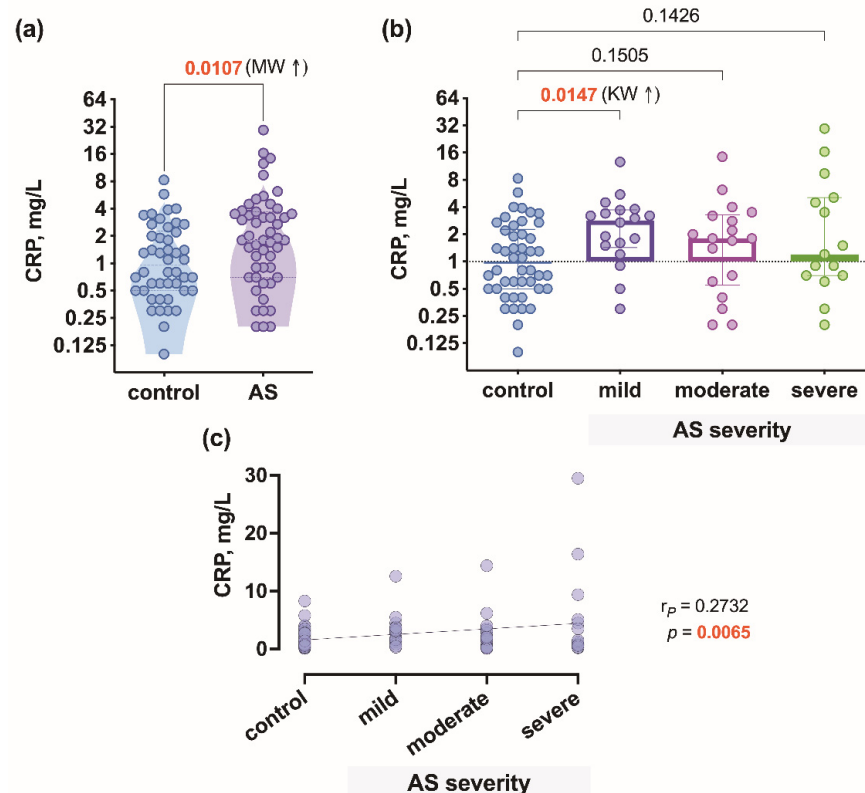 (a)
0.0107 (MW ↑)
CRP, mg/L
64
32
16
8
4
2
1
0.5
0.25
0.125
control
AS
(b)
0.1426
0.1505
0.0147 (KW ↑)
CRP, mg/L
64
32
16
8
4
2
1
0.5
0.25
0.125
control
mild
moderate
severe
AS severity
(c)
CRP, mg/L
30
20
10
0
control
mild
moderate
severe
AS severity
rP = 0.2732
p = 0.0065